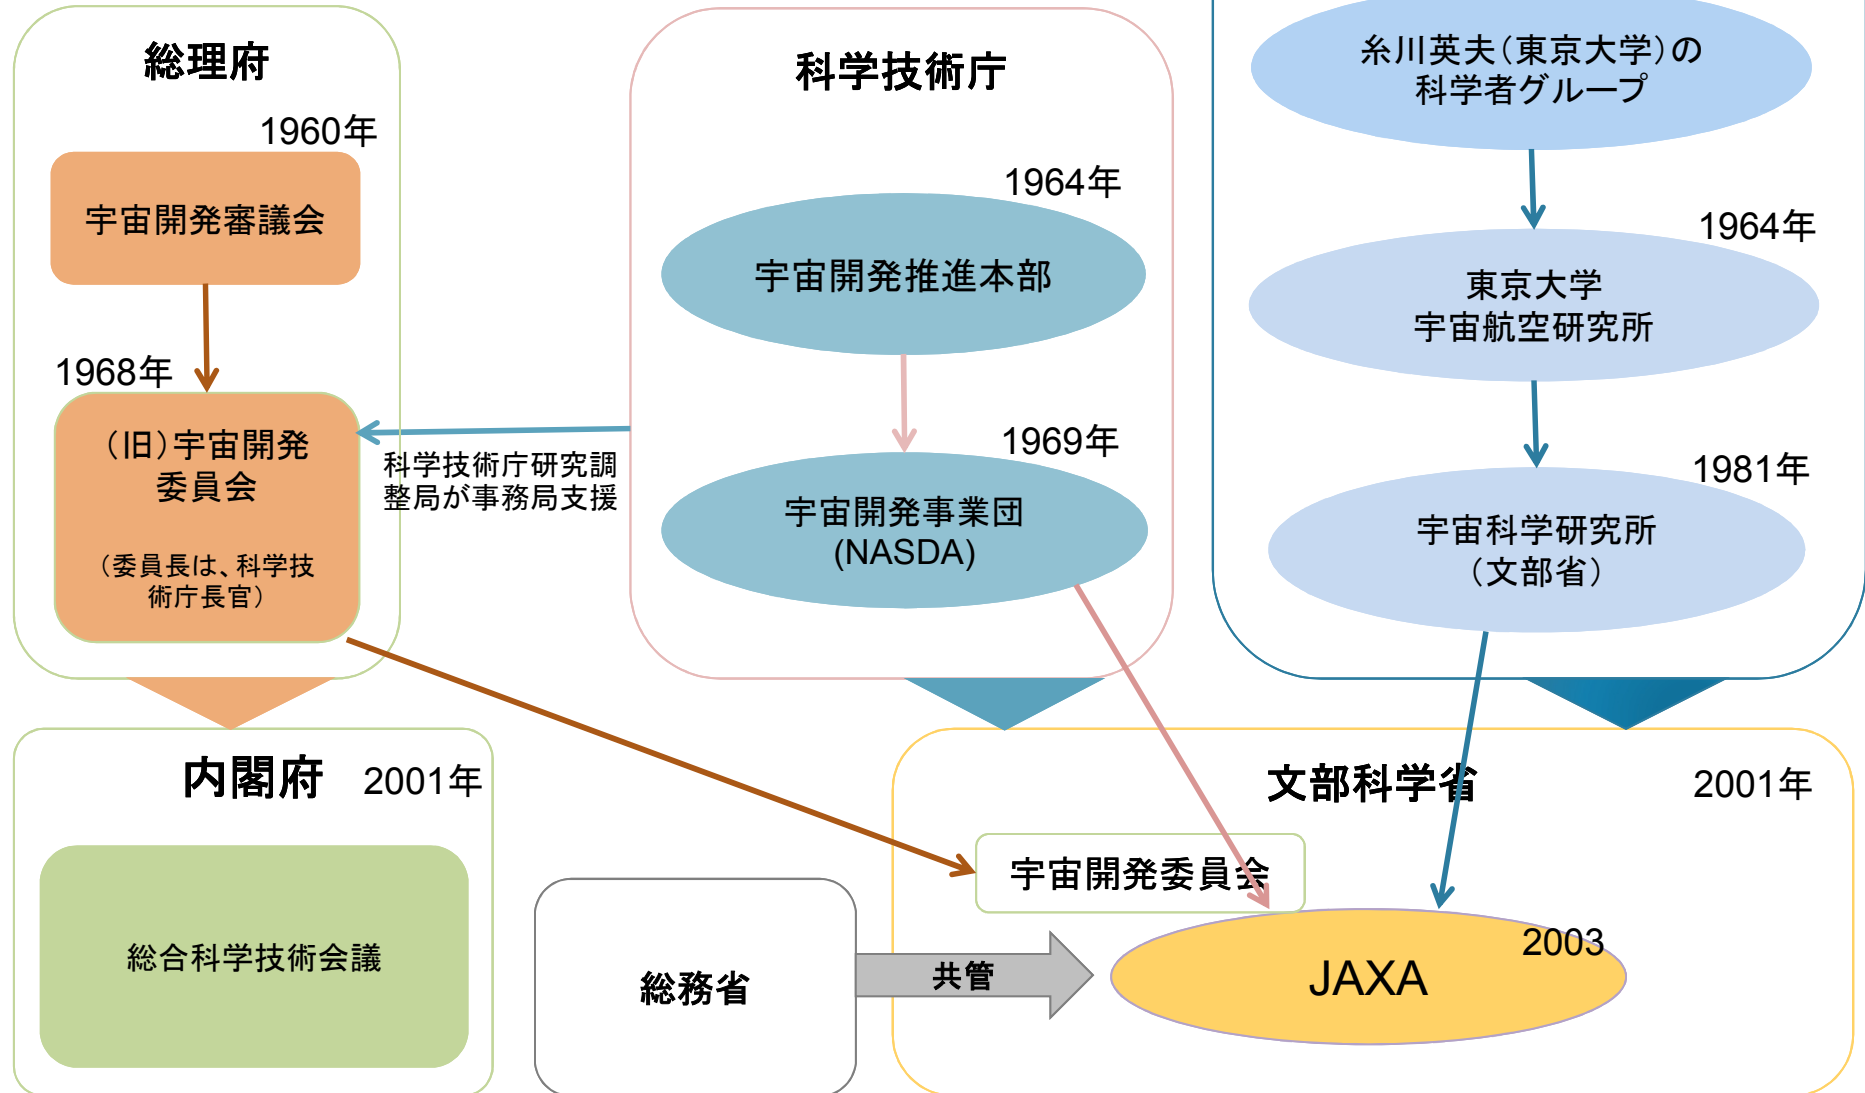 総理府
1960年
宇宙開発審議会
1968年
（旧）宇宙開発
委員会
（委員長は、科学技
術庁長官）
科学技術庁研究調
整局が事務局支援
科学技術庁
1964年
宇宙開発推進本部
1969年
宇宙開発事業団
(NASDA)
糸川英夫（東京大学）の
科学者グループ
1964年
東京大学
宇宙航空研究所
1981年
宇宙科学研究所
（文部省）
内閣府
2001年
総合科学技術会議
総務省
共管
文部科学省
2001年
宇宙開発委員会
2003
JAXA